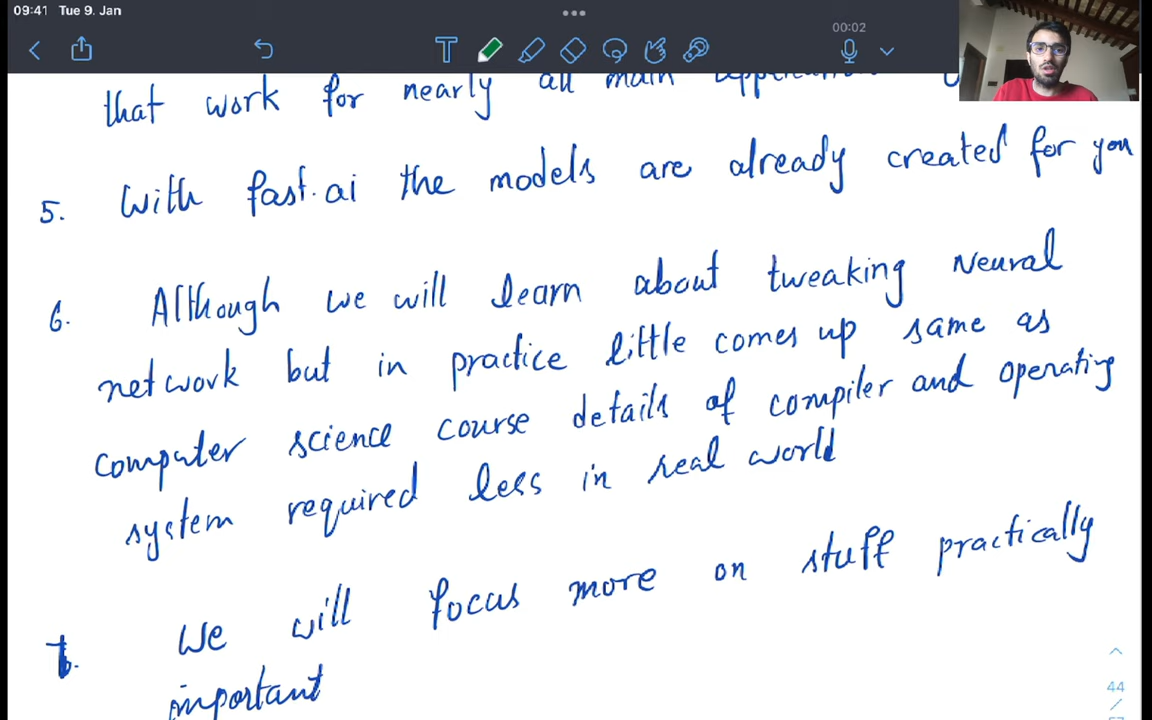 09:41 Tue 9. Jan
00:02
that work for nearly all main
5. With fast.ai the models are already created for you
6. Although we will learn about tweaking Neural
network but in practice little comes up same as
computer science course details of compiler and operating
system required less in real world
7. We will focus more on stuff practically
important
44